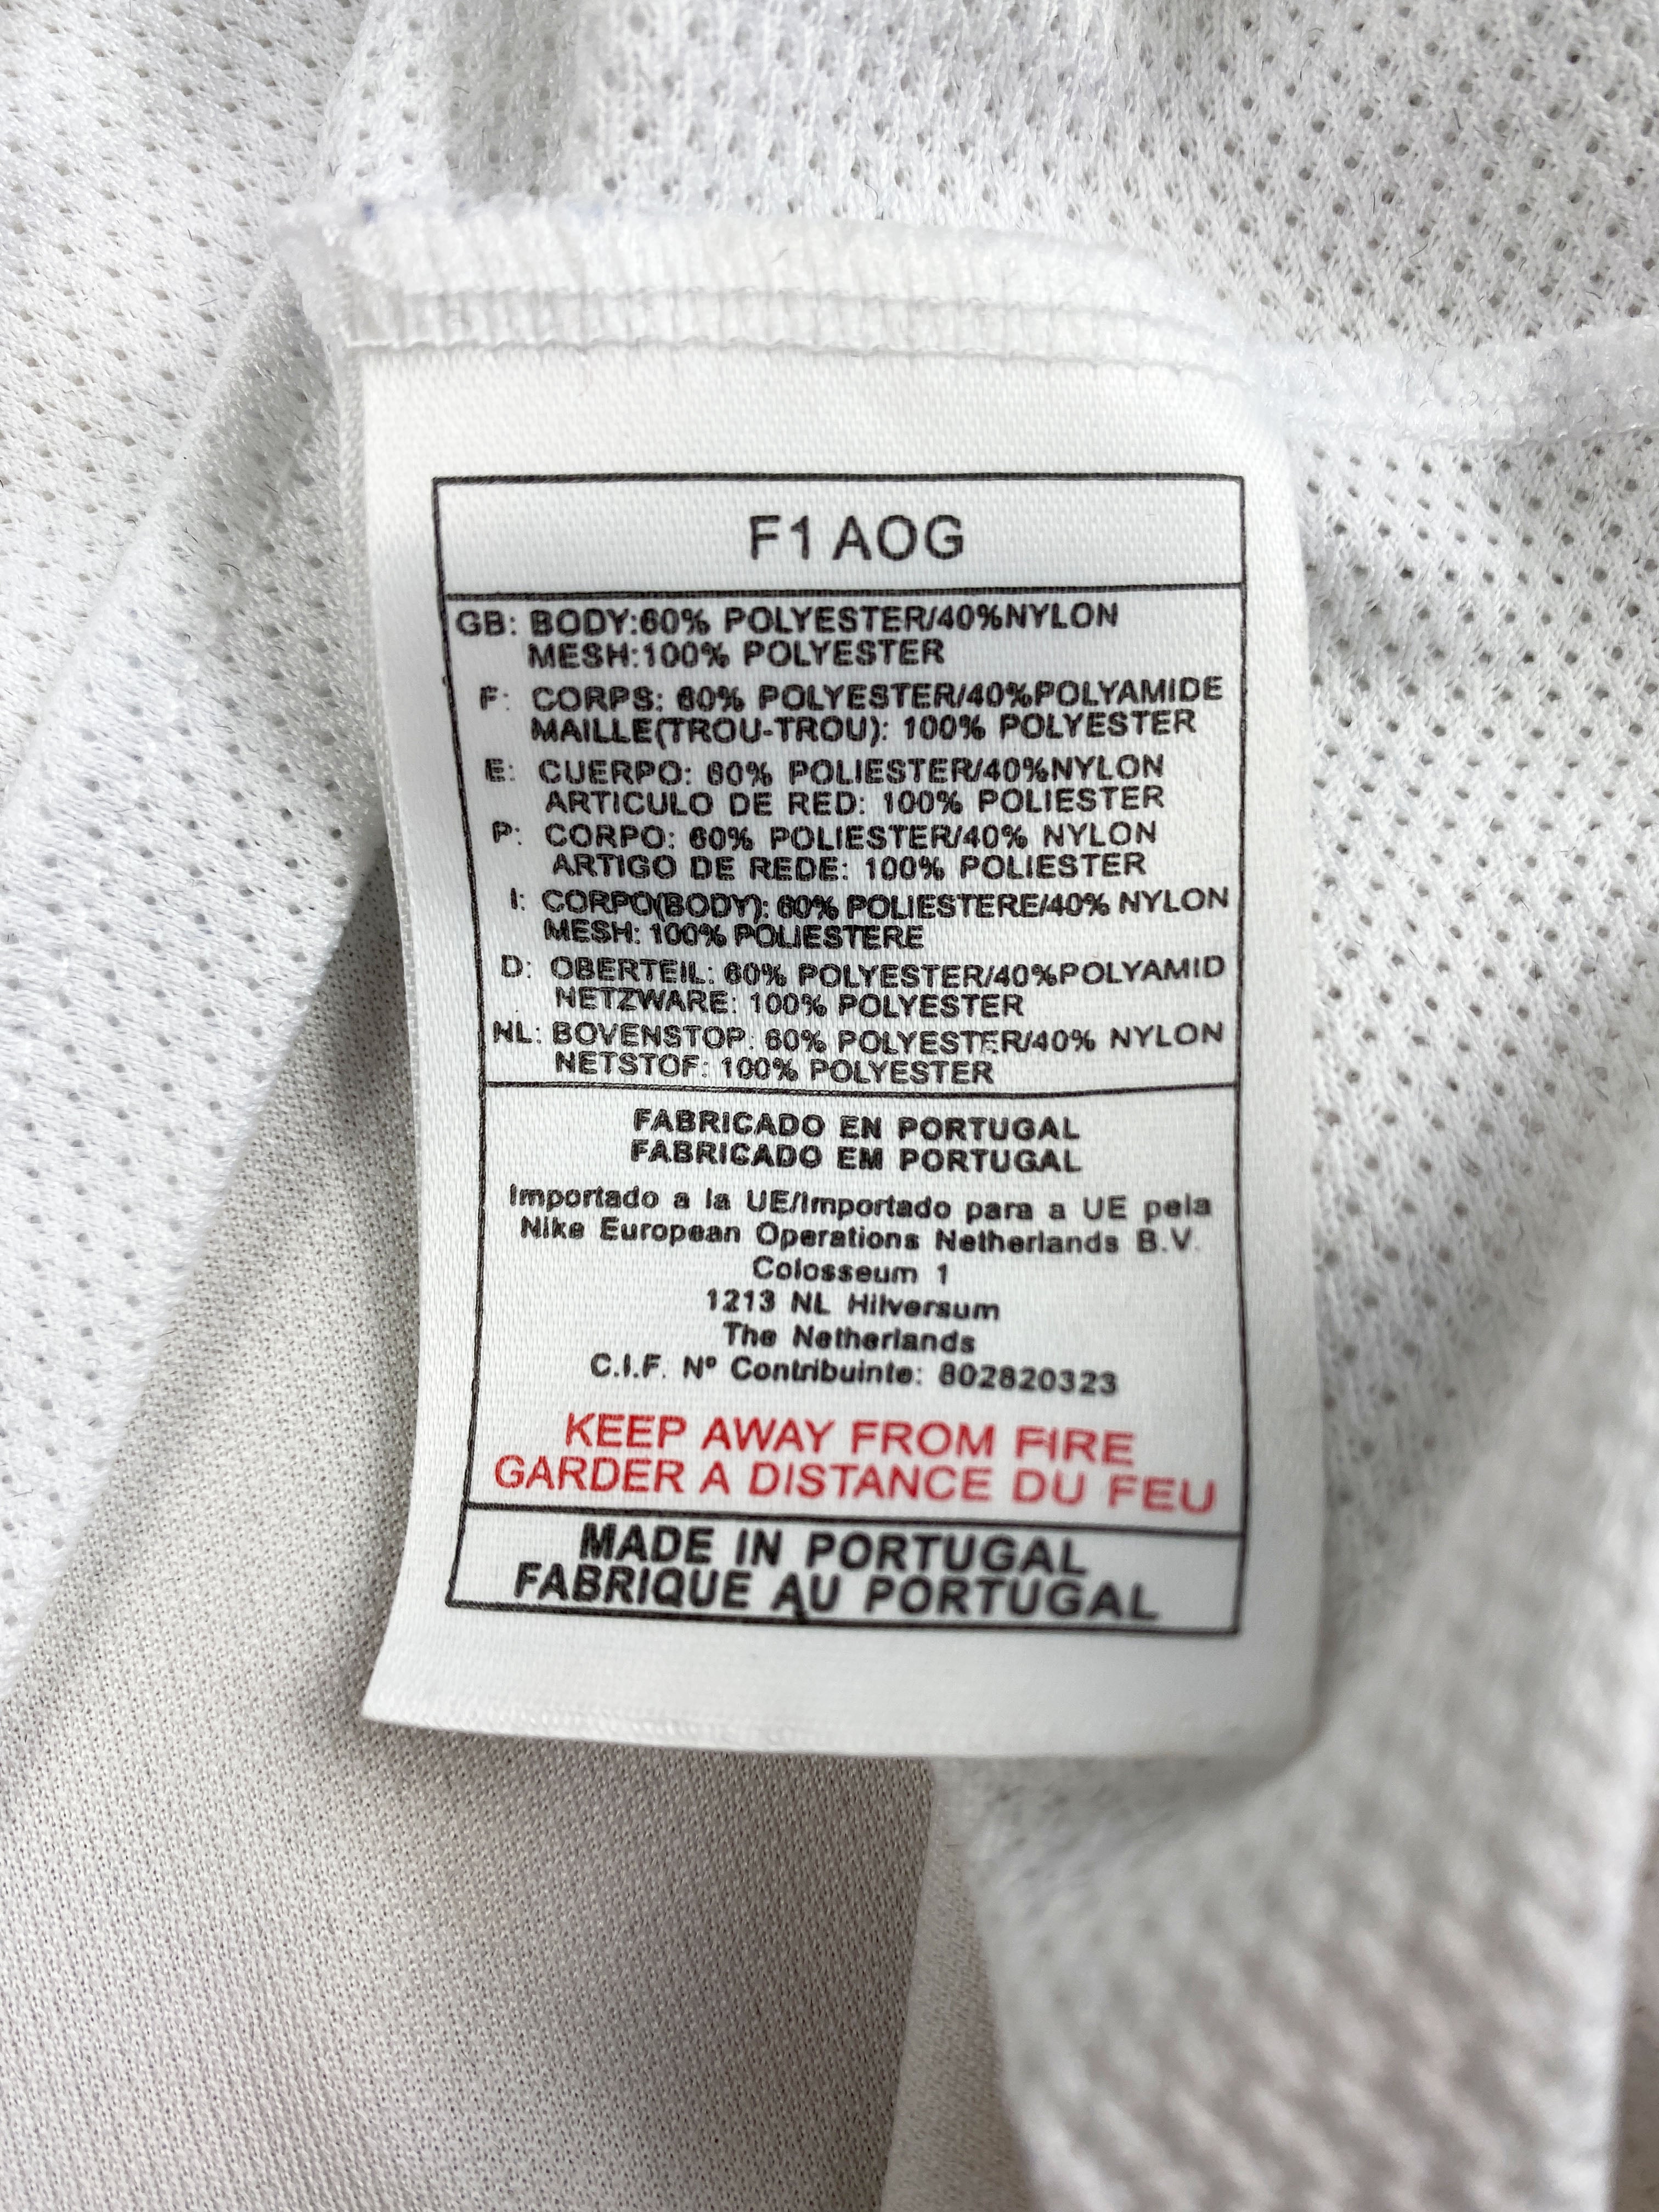 F1 AOG
GB: BODY:60% POLYESTER/40%NYLON
MESH:100% POLYESTER
F: CORPS: 60% POLYESTER/40%POLYAMIDE
MAILLE(TROU-TROU): 100% POLYESTER
E: CUERPO: 60% POLIESTER/40%NYLON
ARTICULO DE RED: 100% POLIESTER
P: CORPO: 60% POLIESTER/40% NYLON
ARTIGO DE REDE: 100% POLIESTER
I: CORPO(BODY): 60% POLIESTERE/40% NYLON
MESH: 100% POLIESTERE
D: OBERTEIL: 60% POLYESTER/40%POLYAMID
NETZWARE: 100% POLYESTER
NL: BOVENSTOP: 60% POLYESTER/40% NYLON
NETSTOF: 100% POLYESTER
FABRICADO EN PORTUGAL
FABRICADO EM PORTUGAL
Importado a la UE/Importado para a UE pela
Nike European Operations Netherlands B.V.
Colosseum 1
1213 NL Hilversum
The Netherlands
C.I.F. Nº Contribuinte: 802820323
KEEP AWAY FROM FIRE
GARDER A DISTANCE DU FEU
MADE IN PORTUGAL
FABRIQUE AU PORTUGAL